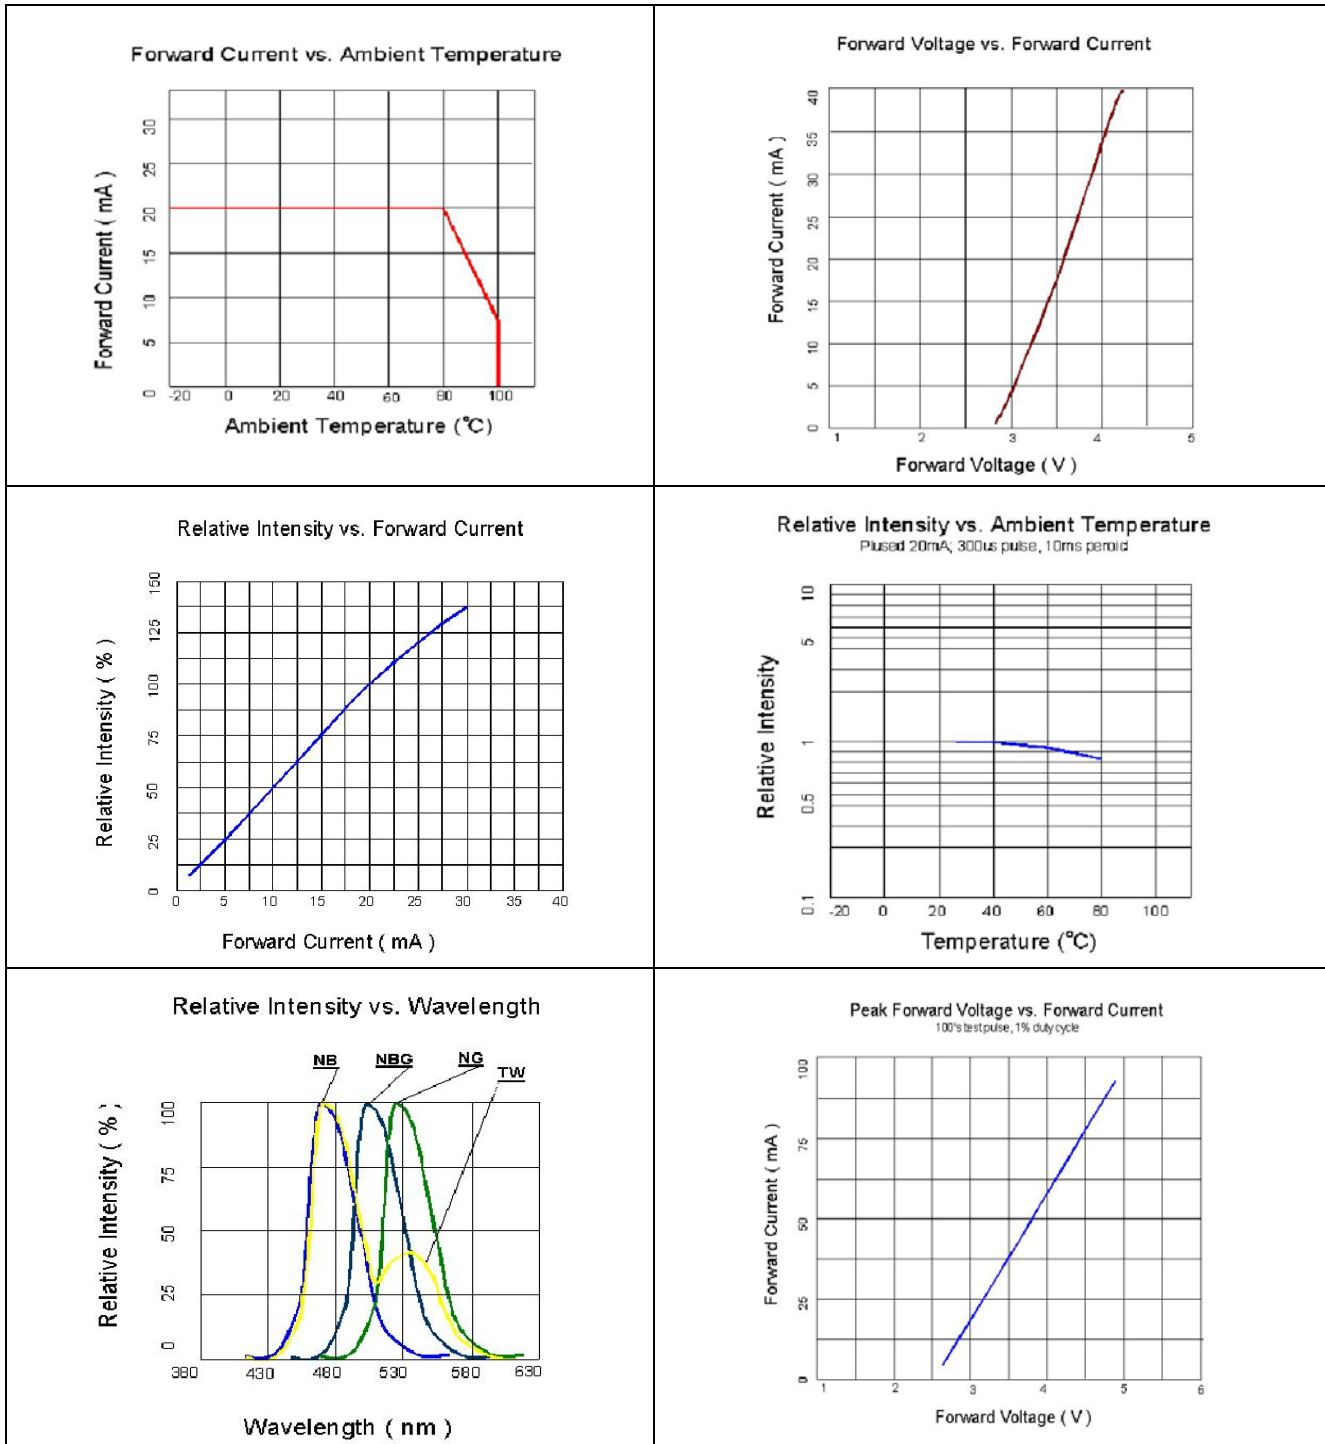 Forward Current vs. Ambient Temperature
Forward Current ( mA )
30
25
20
15
10
5
0
-20 0 20 40 60 80 100
Ambient Temperature (°C)
Forward Voltage vs. Forward Current
Forward Current ( mA )
40
35
30
25
20
15
10
5
0
1 2 3 4 5
Forward Voltage ( V )
Relative Intensity vs. Forward Current
Relative Intensity ( % )
150
125
100
75
50
25
0
0 5 10 15 20 25 30 35 40
Forward Current ( mA )
Relative Intensity vs. Ambient Temperature
Plused 20mA; 300us pulse, 10ms peroid
Relative Intensity
10
5
1
0.5
0.1
-20 0 20 40 60 80 100
Temperature (°C)
Relative Intensity vs. Wavelength
NB NBG NG TW
Relative Intensity ( % )
100
75
50
25
0
380 430 480 530 580 630
Wavelength ( nm )
Peak Forward Voltage vs. Forward Current
100's test pulse, 1% duty cycle
Forward Current ( mA )
100
75
50
25
0
1 2 3 4 5 6
Forward Voltage ( V )